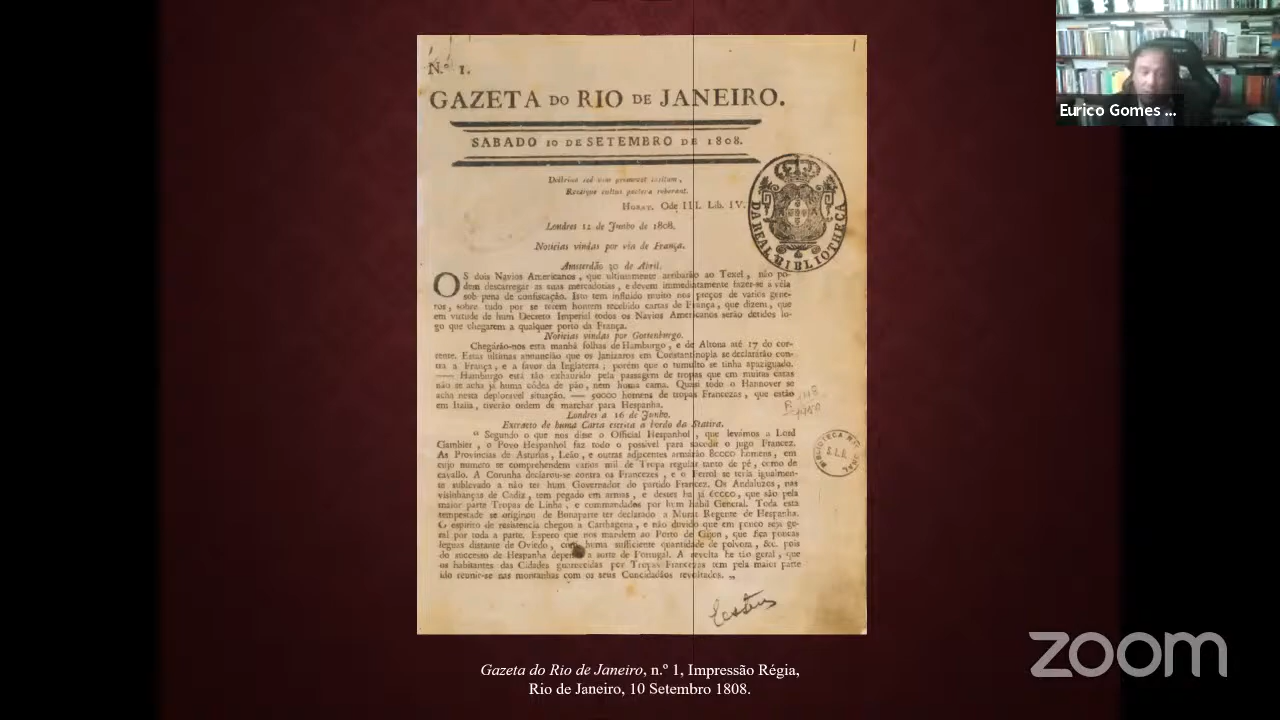 N.º 1.
GAZETA DO RIO DE JANEIRO.
SABADO 10 DE SETEMBRO DE 1808.
Doctrina sed vim promovet insitam,
Rectique cultus pectora roborant.
HORAT. Ode III. Lib. IV.
Londres 12 de Junho de 1808.
Noticias vindas por via de França.
Amsterdão 30 de Abril.
OS dois Navios Americanos, que ultimamente arribarão ao Texel, não po-
dem descarregar as suas mercadorias, e devem immediatamente fazer-se á véla
sob pena de confiscação. Isto tem influido muito nos preços de varios gene-
ros, sobre tudo por se terem hontem recebido cartas de França, que dizem, que
em virtude de hum Decreto Imperial todos os Navios Americanos serão detidos lo-
go que chegarem a qualquer porto da França.
Noticias vindas por Gottenburgo.
Chegárão-nos esta manhã folhas de Hamburgo, e de Altona até 17 do cor-
rente. Estas ultimas annuncião que os Janizaros em Constantinopla se declarárão con-
tra a França, e a favor da Inglaterra; porém que o tumulto se tinha apaziguado.
—— Hamburgo está tão exhaurido pela passagem de tropas que em muitas casas
não se acha já huma côdea de pão, nem huma cama. Quasi todo o Hannover se
acha nesta deploravel situação. — 50000 homens de tropas Francezas, que estão
em Italia, tiverão ordem de marchar para Hespanha.
Londres a 16 de Junho.
Extracto de huma Carta escrita a bordo da Statira.
“ Segundo o que nos disse o Official Hespanhol, que levámos a Lord
Gambier, o Povo Hespanhol faz todo o possivel para sacodir o jugo Francez.
As Provincias de Asturias, Leão, e outras adjacentes armárão 80000 homens, em
cujo numero se comprehendem varios mil de Tropa regular tanto de pé, como de
cavallo. A Corunha declarou-se contra os Francezes, e o Ferrol se teria igualmen-
te sublevado a não ter hum Governador do partido Francez. Os Andaluzos, nas
visinhanças de Cadiz, tem pegado em armas, e destes ha já 60000, que são pela
maior parte Tropas de Linha, e commandados por hum habil General. Toda esta
tempestade se originou de Bonaparte ter declarado a Murat Regente de Hespanha.
O espirito de resistencia chegou a Carthagena, e não duvido que em pouco seja ge-
ral por toda a parte. Espero que nos mandem ao Porto de Gijon, que fica poucas
leguas distante de Oviedo, com huma sufficiente quantidade de polvora, &c. pois
do successo de Hespanha depende a sorte de Portugal. A revolta he tão geral, que
os habitantes das Cidades guarnecidas por Tropas Francezas tem pela maior parte
ido reunir-se nas montanhas com os seus Concidadãos revoltados. „
DA REAL BIBLIOTHECA
Gazeta do Rio de Janeiro, n.º 1, Impressão Régia,
Rio de Janeiro, 10 Setembro 1808.
Eurico Gomes ...
zoom